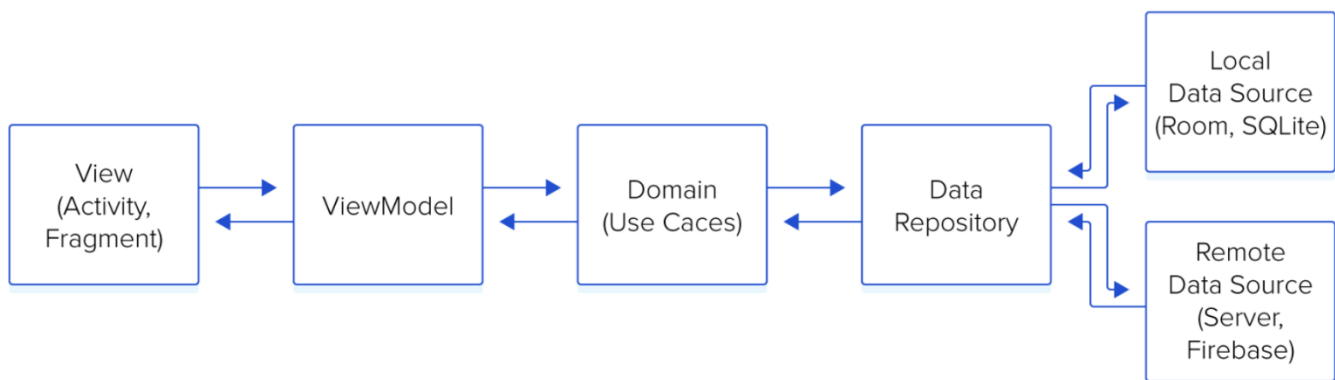 View
(Activity,
Fragment)
ViewModel
Domain
(Use Caces)
Data
Repository
Local
Data Source
(Room, SQLite)
Remote
Data Source
(Server,
Firebase)